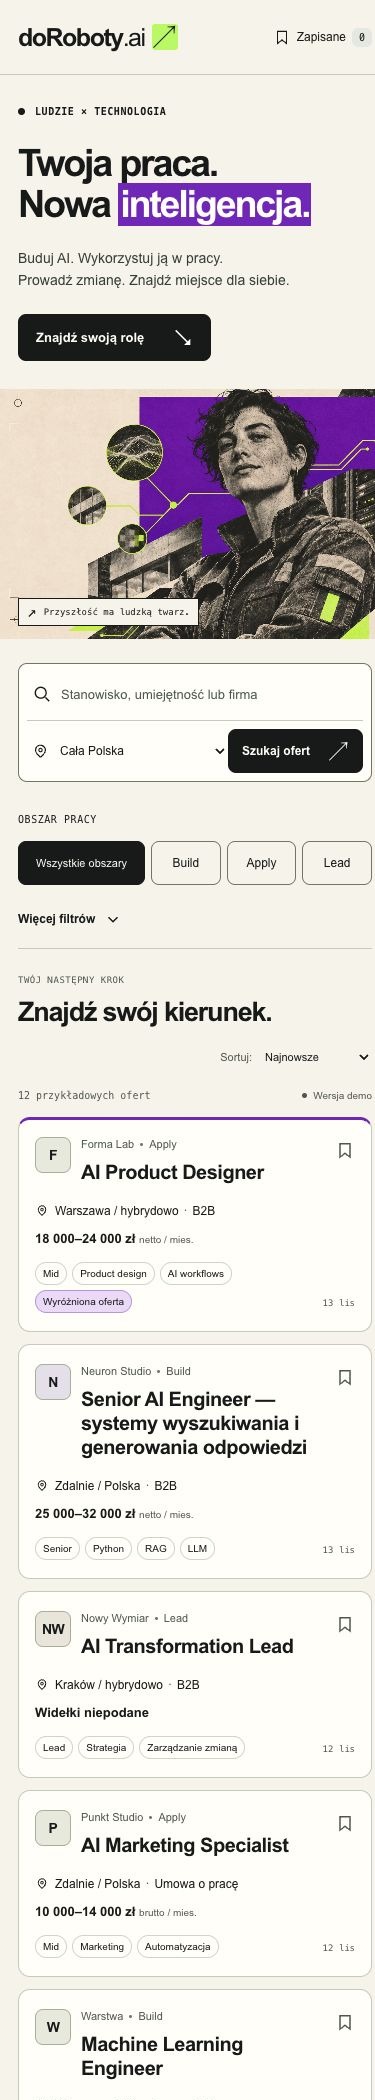 doRoboty.ai
Zapisane 0
LUDZIE × TECHNOLOGIA
Twoja praca.
Nowa inteligencja.
Buduj AI. Wykorzystuj ją w pracy.
Prowadź zmianę. Znajdź miejsce dla siebie.
Znajdź swoją rolę
Przyszłość ma ludzką twarz.
Stanowisko, umiejętność lub firma
Cała Polska
Szukaj ofert
OBSZAR PRACY
Wszystkie obszary Build Apply Lead
Więcej filtrów
TWÓJ NASTĘPNY KROK
Znajdź swój kierunek.
Sortuj: Najnowsze
12 przykładowych ofert
Wersja demo
F
Forma Lab • Apply
AI Product Designer
Warszawa / hybrydowo · B2B
18 000–24 000 zł netto / mies.
Mid Product design AI workflows
Wyróżniona oferta
13 lis
N
Neuron Studio • Build
Senior AI Engineer —
systemy wyszukiwania i
generowania odpowiedzi
Zdalnie / Polska · B2B
25 000–32 000 zł netto / mies.
Senior Python RAG LLM
13 lis
NW
Nowy Wymiar • Lead
AI Transformation Lead
Kraków / hybrydowo · B2B
Widełki niepodane
Lead Strategia Zarządzanie zmianą
12 lis
P
Punkt Studio • Apply
AI Marketing Specialist
Zdalnie / Polska · Umowa o pracę
10 000–14 000 zł brutto / mies.
Mid Marketing Automatyzacja
12 lis
W
Warstwa • Build
Machine Learning
Engineer